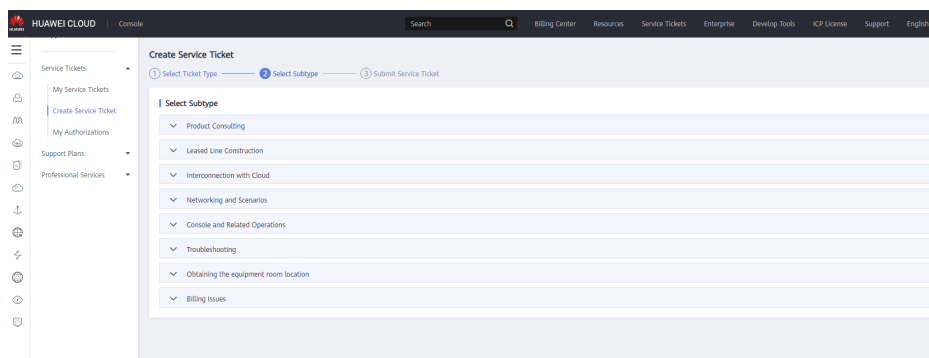 HUAWEI
HUAWEI CLOUD | Console
Search
Billing Center
Resources
Service Tickets
Enterprise
Develop Tools
ICP License
Support
English
Service Tickets
My Service Tickets
Create Service Ticket
My Authorizations
Support Plans
Professional Services
Create Service Ticket
1 Select Ticket Type
2 Select Subtype
3 Submit Service Ticket
Select Subtype
Product Consulting
Leased Line Construction
Interconnection with Cloud
Networking and Scenarios
Console and Related Operations
Troubleshooting
Obtaining the equipment room location
Billing Issues